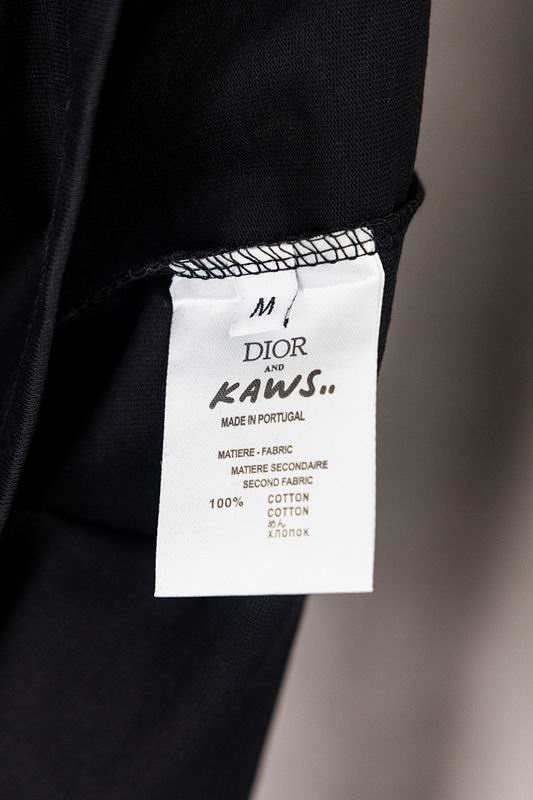 M
DIOR
AND
KAWS..
MADE IN PORTUGAL
MATIERE - FABRIC
MATIERE SECONDAIRE
SECOND FABRIC
100% COTTON
COTTON
めん
ХЛОПОК